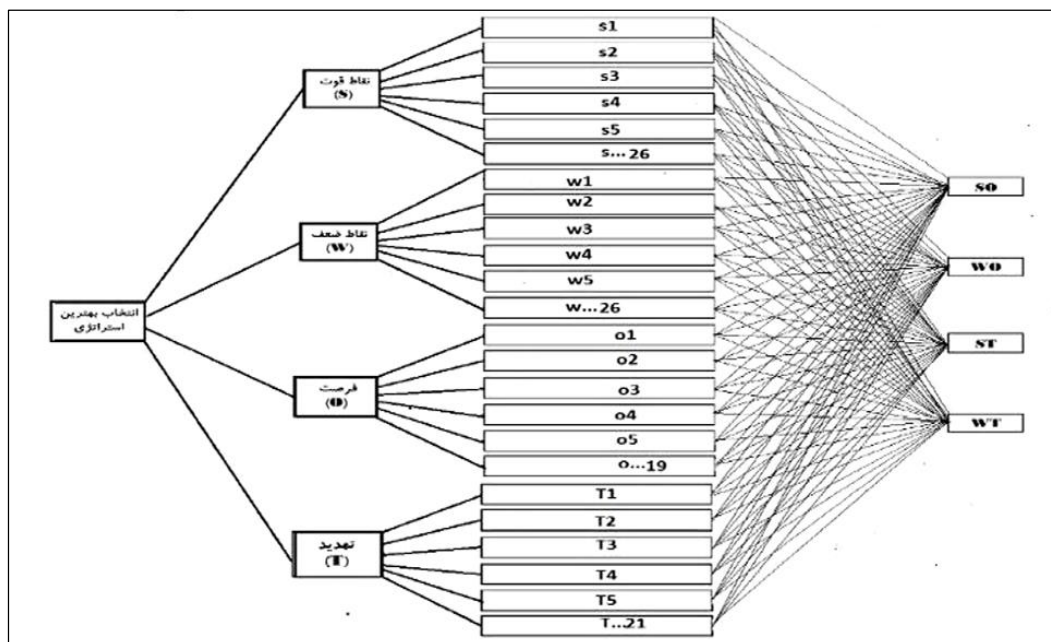 انتخاب بهترین
استراتژی
نقاط قوت
(S)
نقاط ضعف
(W)
فرصت
(O)
تهدید
(T)
s1
s2
s3
s4
s5
s...26
w1
w2
w3
w4
w5
w...26
o1
o2
o3
o4
o5
o...19
T1
T2
T3
T4
T5
T...21
SO
WO
ST
WT